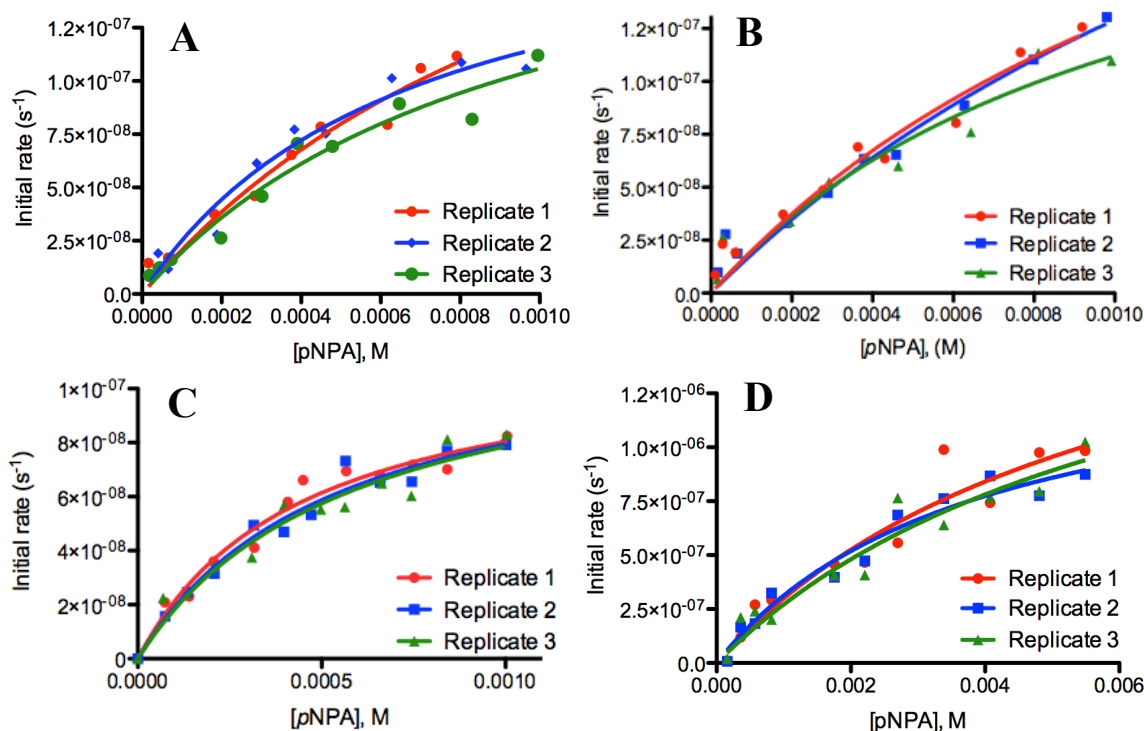 A
Initial rate (s-1)
1.2×10-07
1.0×10-07
7.5×10-08
5.0×10-08
2.5×10-08
0.0
Replicate 1
Replicate 2
Replicate 3
0.0000 0.0002 0.0004 0.0006 0.0008 0.0010
[pNPA], M
B
Initial rate (s-1)
1.2×10-07
1.0×10-07
7.5×10-08
5.0×10-08
2.5×10-08
0.0
Replicate 1
Replicate 2
Replicate 3
0.0000 0.0002 0.0004 0.0006 0.0008 0.0010
[pNPA], (M)
C
Initial rate (s-1)
1×10-07
8×10-08
6×10-08
4×10-08
2×10-08
0
Replicate 1
Replicate 2
Replicate 3
0.0000 0.0005 0.0010
[pNPA], M
D
Initial rate (s-1)
1.2×10-06
1.0×10-06
7.5×10-07
5.0×10-07
2.5×10-07
0.0
Replicate 1
Replicate 2
Replicate 3
0.000 0.002 0.004 0.006
[pNPA], M